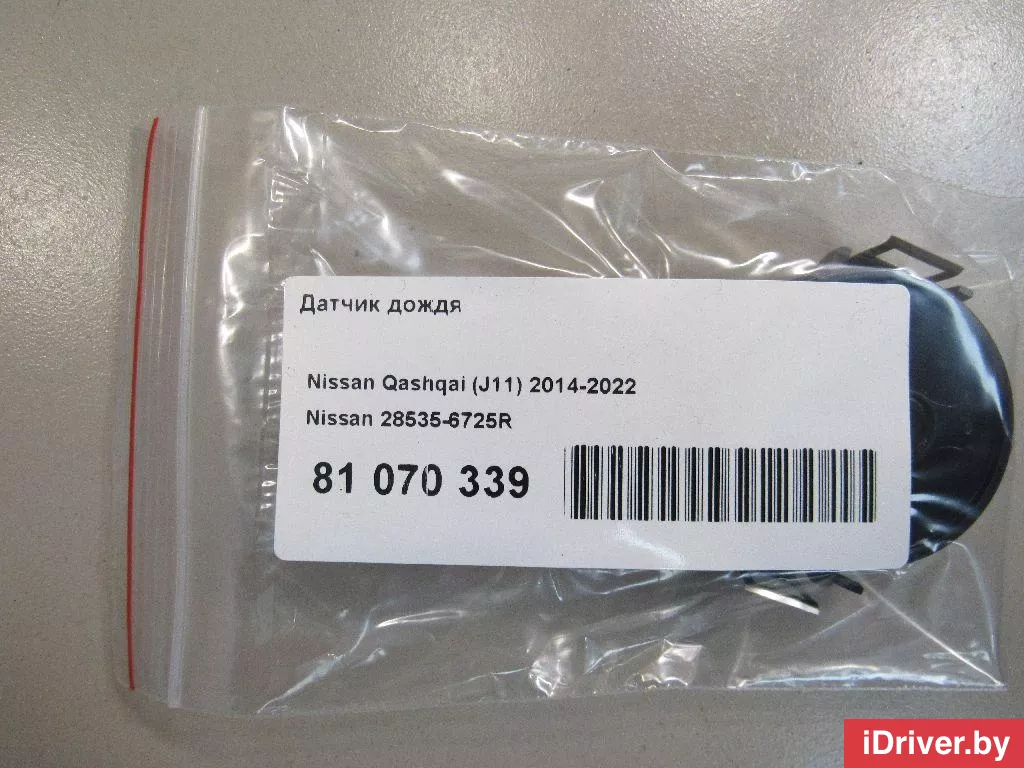 Датчик дождя
Nissan Qashqai (J11) 2014-2022
Nissan 28535-6725R
81 070 339
iDriver.by